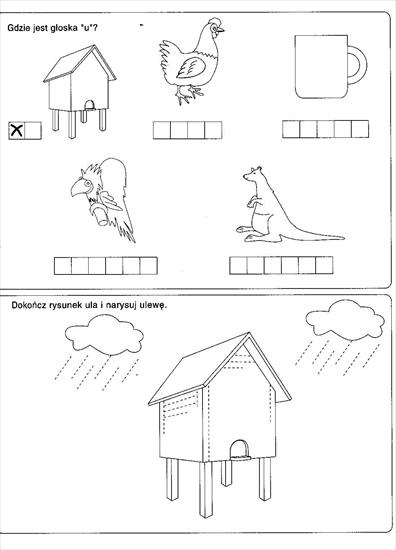 Gdzie jest głoska "u"?
X
Dokończ rysunek ula i narysuj ulewę.